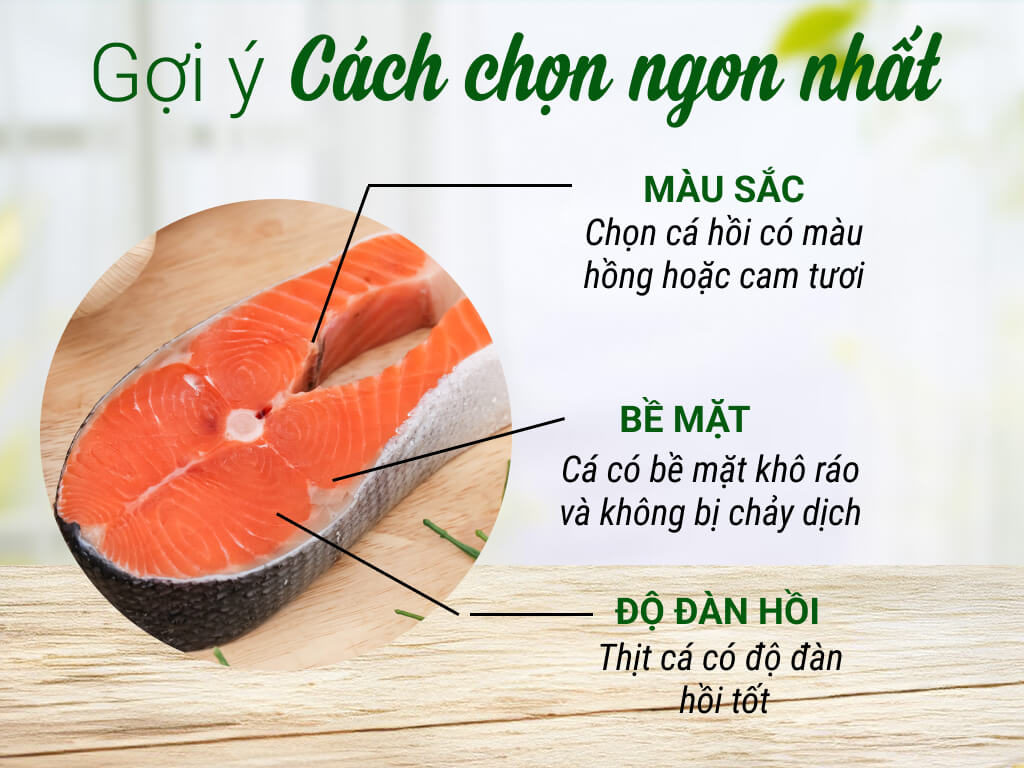 Gợi ý Cách chọn ngon nhất
MÀU SẮC
Chọn cá hồi có màu
hồng hoặc cam tươi
BỀ MẶT
Cá có bề mặt khô ráo
và không bị chảy dịch
ĐỘ ĐÀN HỒI
Thịt cá có độ đàn
hồi tốt